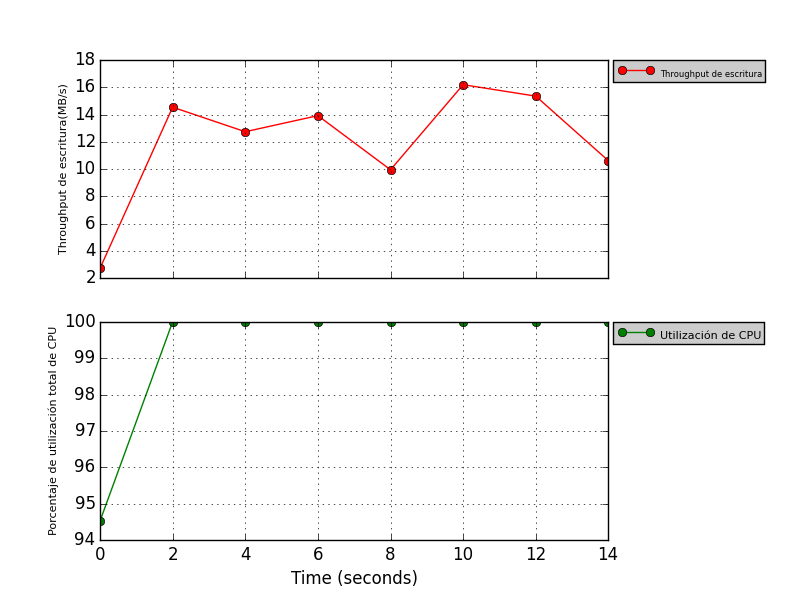 18
16
14
12
10
8
6
4
2
Throughput de escritura(MB/s)
Throughput de escritura
100
99
98
97
96
95
94
Porcentaje de utilización total de CPU
Utilización de CPU
0 2 4 6 8 10 12 14
Time (seconds)